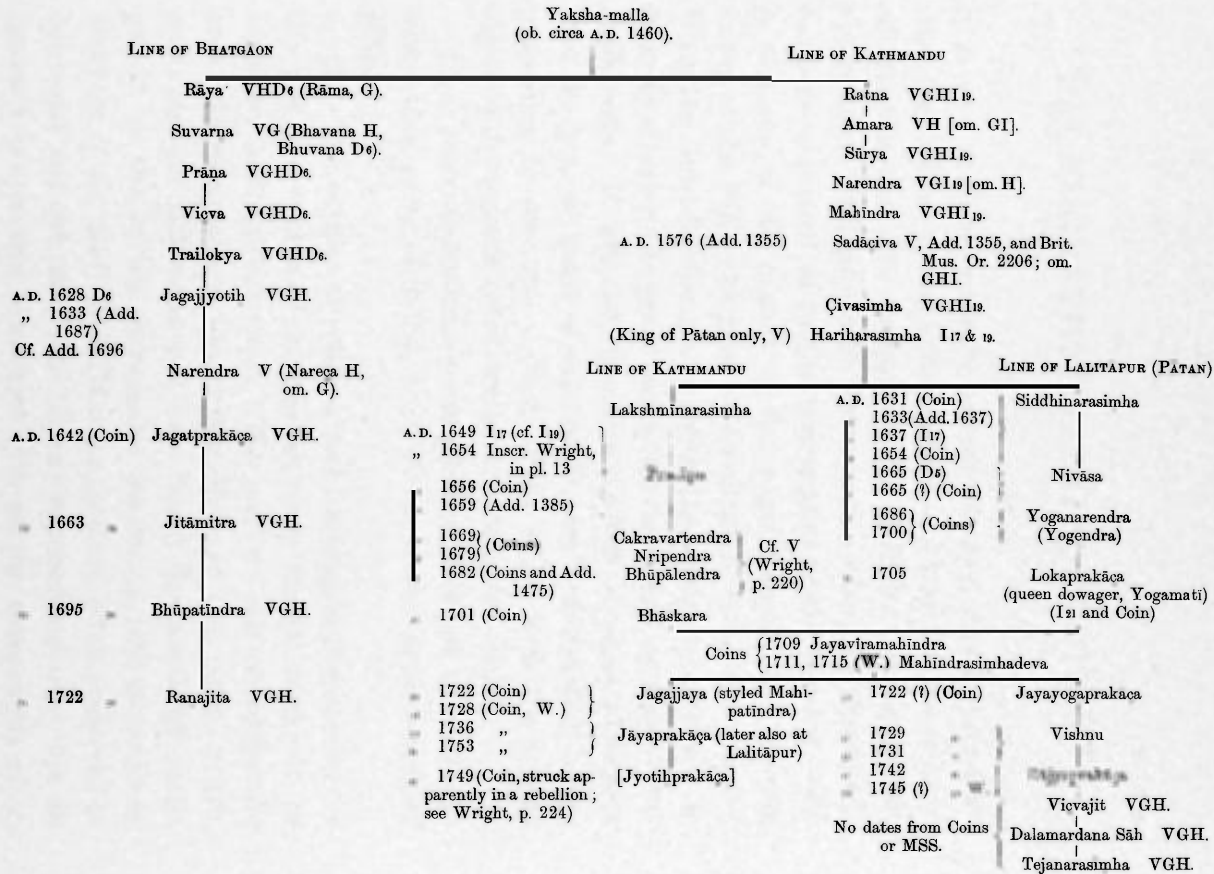 Yaksha-malla
(ob. circa A.D. 1460).
LINE OF BHATGAON
LINE OF KATHMANDU
Rāya VHD6 (Rāma, G).
Suvarna VG (Bhavana H,
Bhuvana D6).
Prāṇa VGHD6.
Viçva VGHD6.
Trailokya VGHD6.
A.D. 1628 D6
„ 1633 (Add.
1687)
Cf. Add. 1696
Jagajjyotih VGH.
Narendra V (Nareça H,
om. G).
A.D. 1642 (Coin) Jagatprakāça VGH.
„ 1663 „ Jitāmitra VGH.
„ 1695 „ Bhūpatīndra VGH.
„ 1722 „ Ranajita VGH.
Ratna VGHI19.
Amara VH [om. GI].
Sūrya VGHI19.
Narendra VGI19 [om. H].
Mahīndra VGHI19.
A.D. 1576 (Add. 1355) Sadāciva V, Add. 1355, and Brit.
Mus. Or. 2206; om.
GHI.
Çivasimha VGHI19.
(King of Pātan only, V) Hariharasimha I17 & 19.
LINE OF KATHMANDU
Lakshmīnarasimha
A.D. 1649 I17 (cf. I19)
„ 1654 Inscr. Wright,
in pl. 13
„ 1656 (Coin)
„ 1659 (Add. 1385)
1669
1679} (Coins)
1682 (Coins and Add.
1475)
Cakravartendra
Nripendra
Bhūpālendra
Cf. V
(Wright,
p. 220)
„ 1701 (Coin) Bhāskara
LINE OF LALITAPUR (PĀTAN)
A.D. 1631 (Coin)
1633(Add.1637)
1637 (I17)
1654 (Coin)
Siddhinarasimha
1665 (D5)
1665 (?) (Coin)
Nivāsa
1686
1700} (Coins)
Yoganarendra
(Yogendra)
„ 1705 Lokaprakāça
(queen dowager, Yogamatī)
(I21 and Coin)
Coins {1709 Jayavīramahīndra
1711, 1715 (W.) Mahīndrasimhadeva
„ 1722 (Coin)
„ 1728 (Coin, W.)
Jagajjaya (styled Mahı-
patīndra)
„ 1736 „
„ 1753 „
Jāyaprakāça (later also at
Lalitāpur)
„ 1749 (Coin, struck ap-
parently in a rebellion;
see Wright, p. 224)
[Jyotihprakāça]
„ 1722 (?) (Coin) Jayayogaprakaca
„ 1729 „ Vishnu
„ 1731 „
„ 1742
„ 1745 (?) „ W.
No dates from Coins
or MSS.
Vicvajit VGH.
Dalamardana Sāh VGH.
Tejanarasimha VGH.